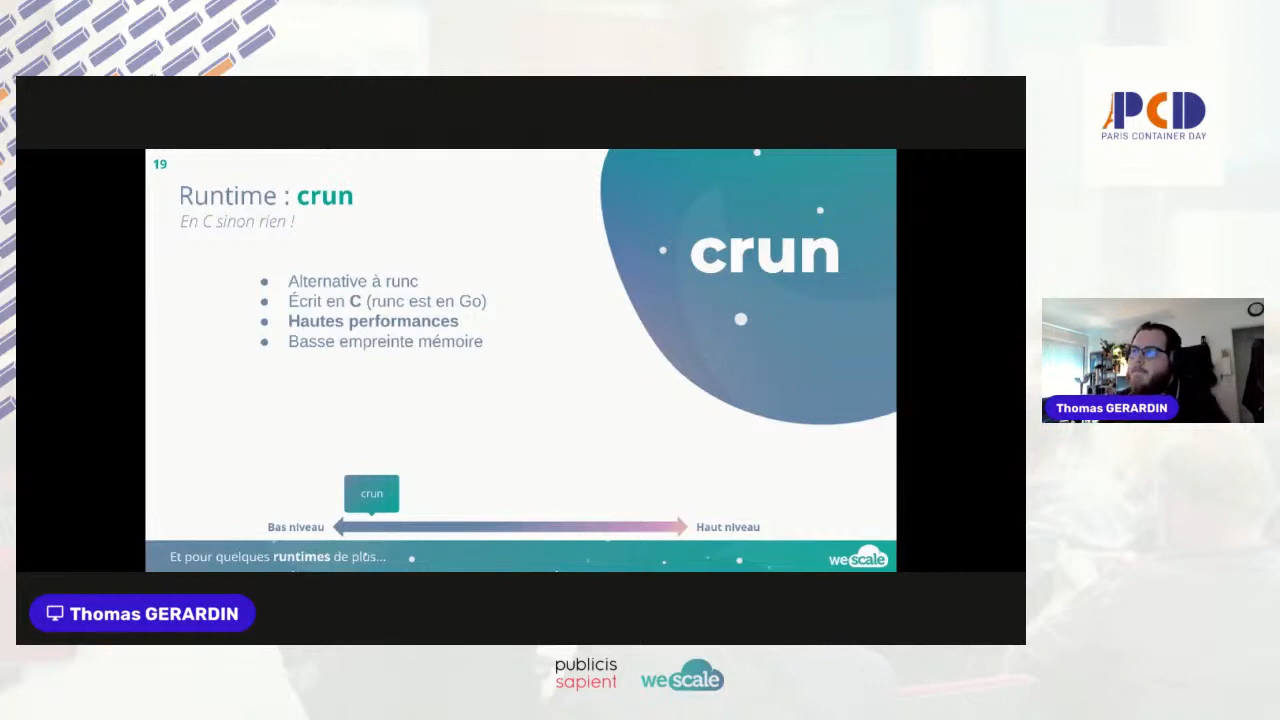 PCD
PARIS CONTAINER DAY
19
Runtime : crun
En C sinon rien !
crun
● Alternative à runc
● Écrit en C (runc est en Go)
● Hautes performances
● Basse empreinte mémoire
crun
Bas niveau
Haut niveau
Et pour quelques runtimes de plus...
wescale
Thomas GERARDIN
Thomas GERARDIN
publicis
sapient
wescale